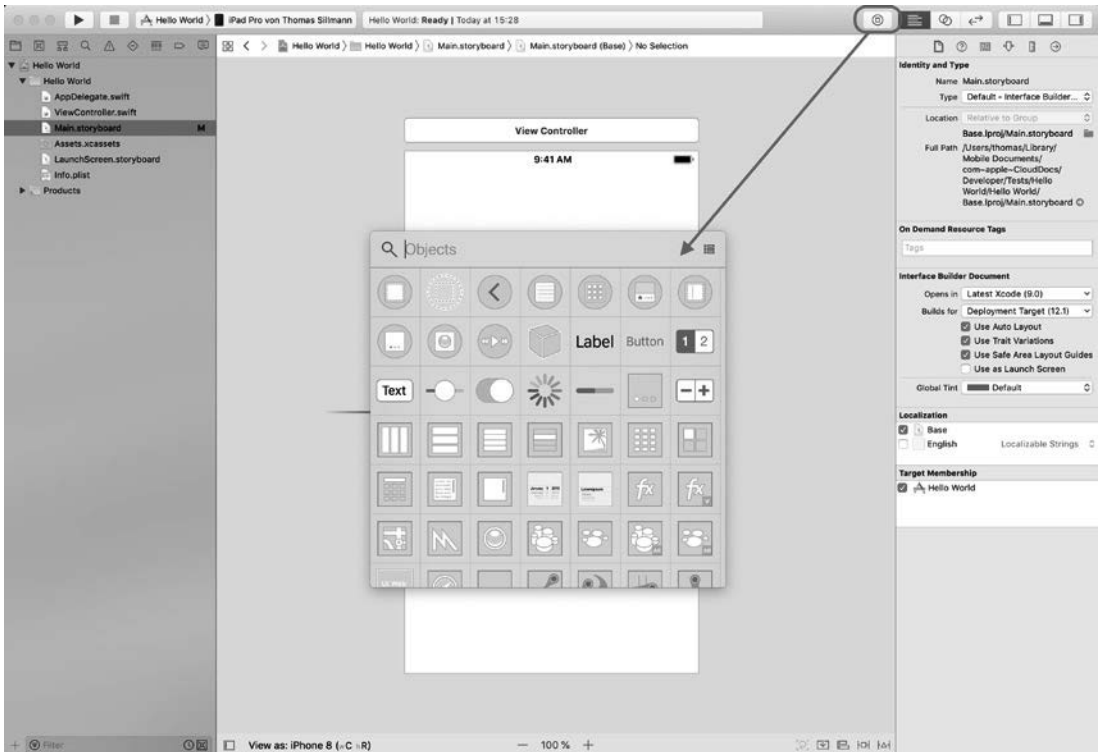 Hello World 〉 iPad Pro von Thomas Sillmann
Hello World: Ready | Today at 15:28
Hello World 〉 Hello World 〉 Main.storyboard 〉 Main.storyboard (Base) 〉 No Selection
Hello World
Hello World
AppDelegate.swift
ViewController.swift
Main.storyboard M
Assets.xcassets
LaunchScreen.storyboard
Info.plist
Products
Filter
View Controller
9:41 AM
Objects
Label Button 1 2
Text
View as: iPhone 8 (wC hR)
— 100 % +
Identity and Type
Name Main.storyboard
Type Default - Interface Builder...
Location Relative to Group
Base.lproj/Main.storyboard
Full Path /Users/thomas/Library/
Mobile Documents/
com~apple~CloudDocs/
Developer/Tests/Hello
World/Hello World/
Base.lproj/Main.storyboard
On Demand Resource Tags
Tags
Interface Builder Document
Opens in Latest Xcode (9.0)
Builds for Deployment Target (12.1)
Use Auto Layout
Use Trait Variations
Use Safe Area Layout Guides
Use as Launch Screen
Global Tint Default
Localization
Base
English Localizable Strings
Target Membership
Hello World